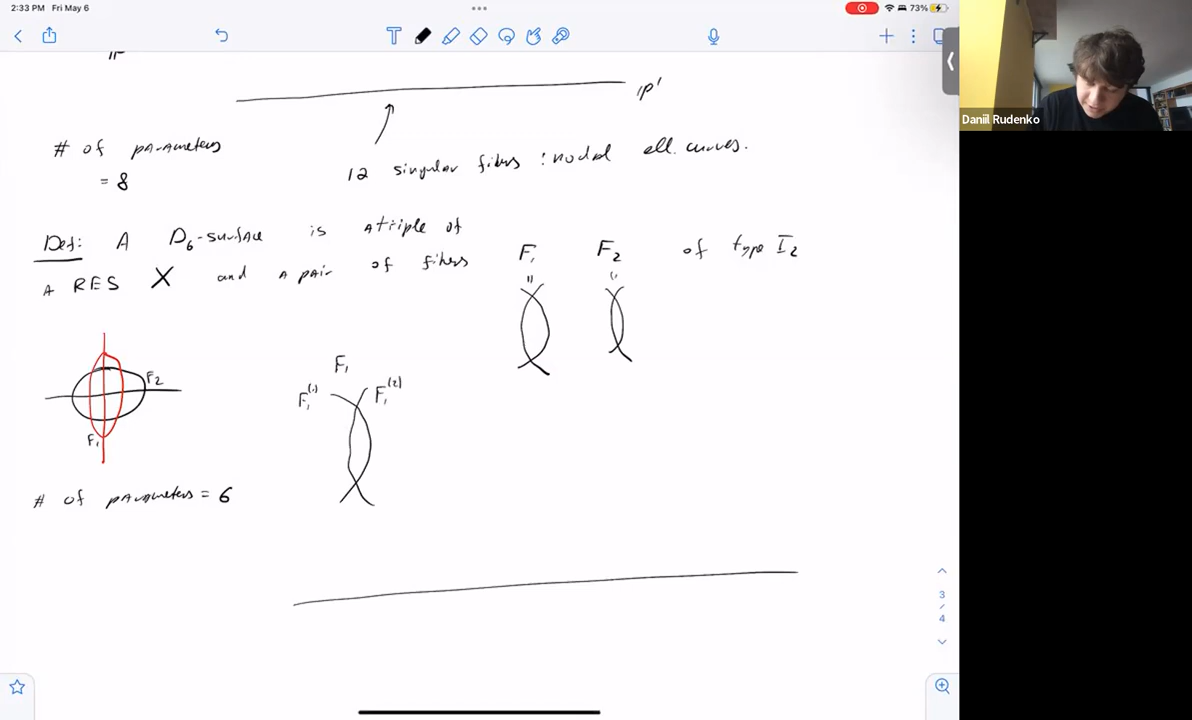 2:33 PM Fri May 6
73%
Daniil Rudenko
IP
IP¹
# of parameters
= 8
12 singular fibers : nodal ell. curves.
Def: A D₆-surface is a triple of
a RES X and a pair of fibers F₁ F₂ of type I₂
" "
F₂
F₁
F₁
F₁⁽¹⁾ F₁⁽²⁾
# of parameters = 6
3
/
4